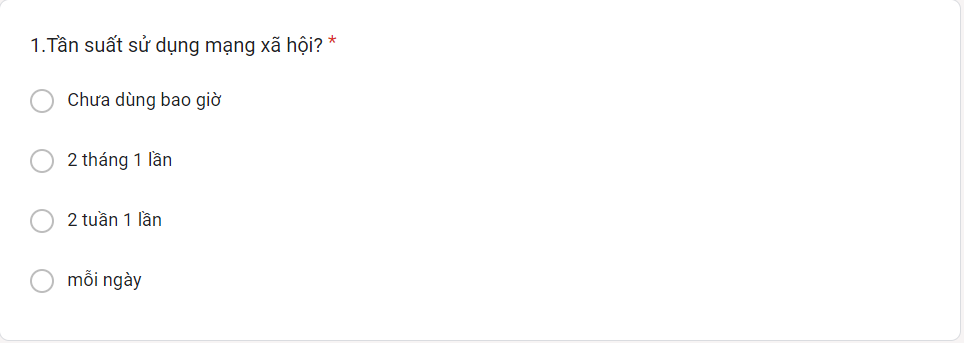 1.Tần suất sử dụng mạng xã hội? *
Chưa dùng bao giờ
2 tháng 1 lần
2 tuần 1 lần
mỗi ngày